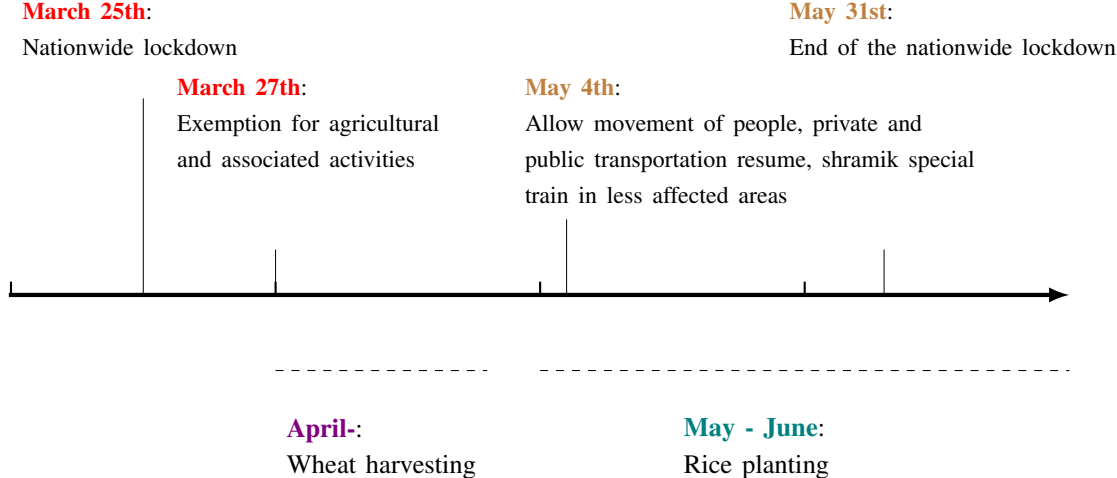 March 25th:
Nationwide lockdown
May 31st:
End of the nationwide lockdown
March 27th:
Exemption for agricultural
and associated activities
May 4th:
Allow movement of people, private and
public transportation resume, shramik special
train in less affected areas
April-:
Wheat harvesting
May - June:
Rice planting